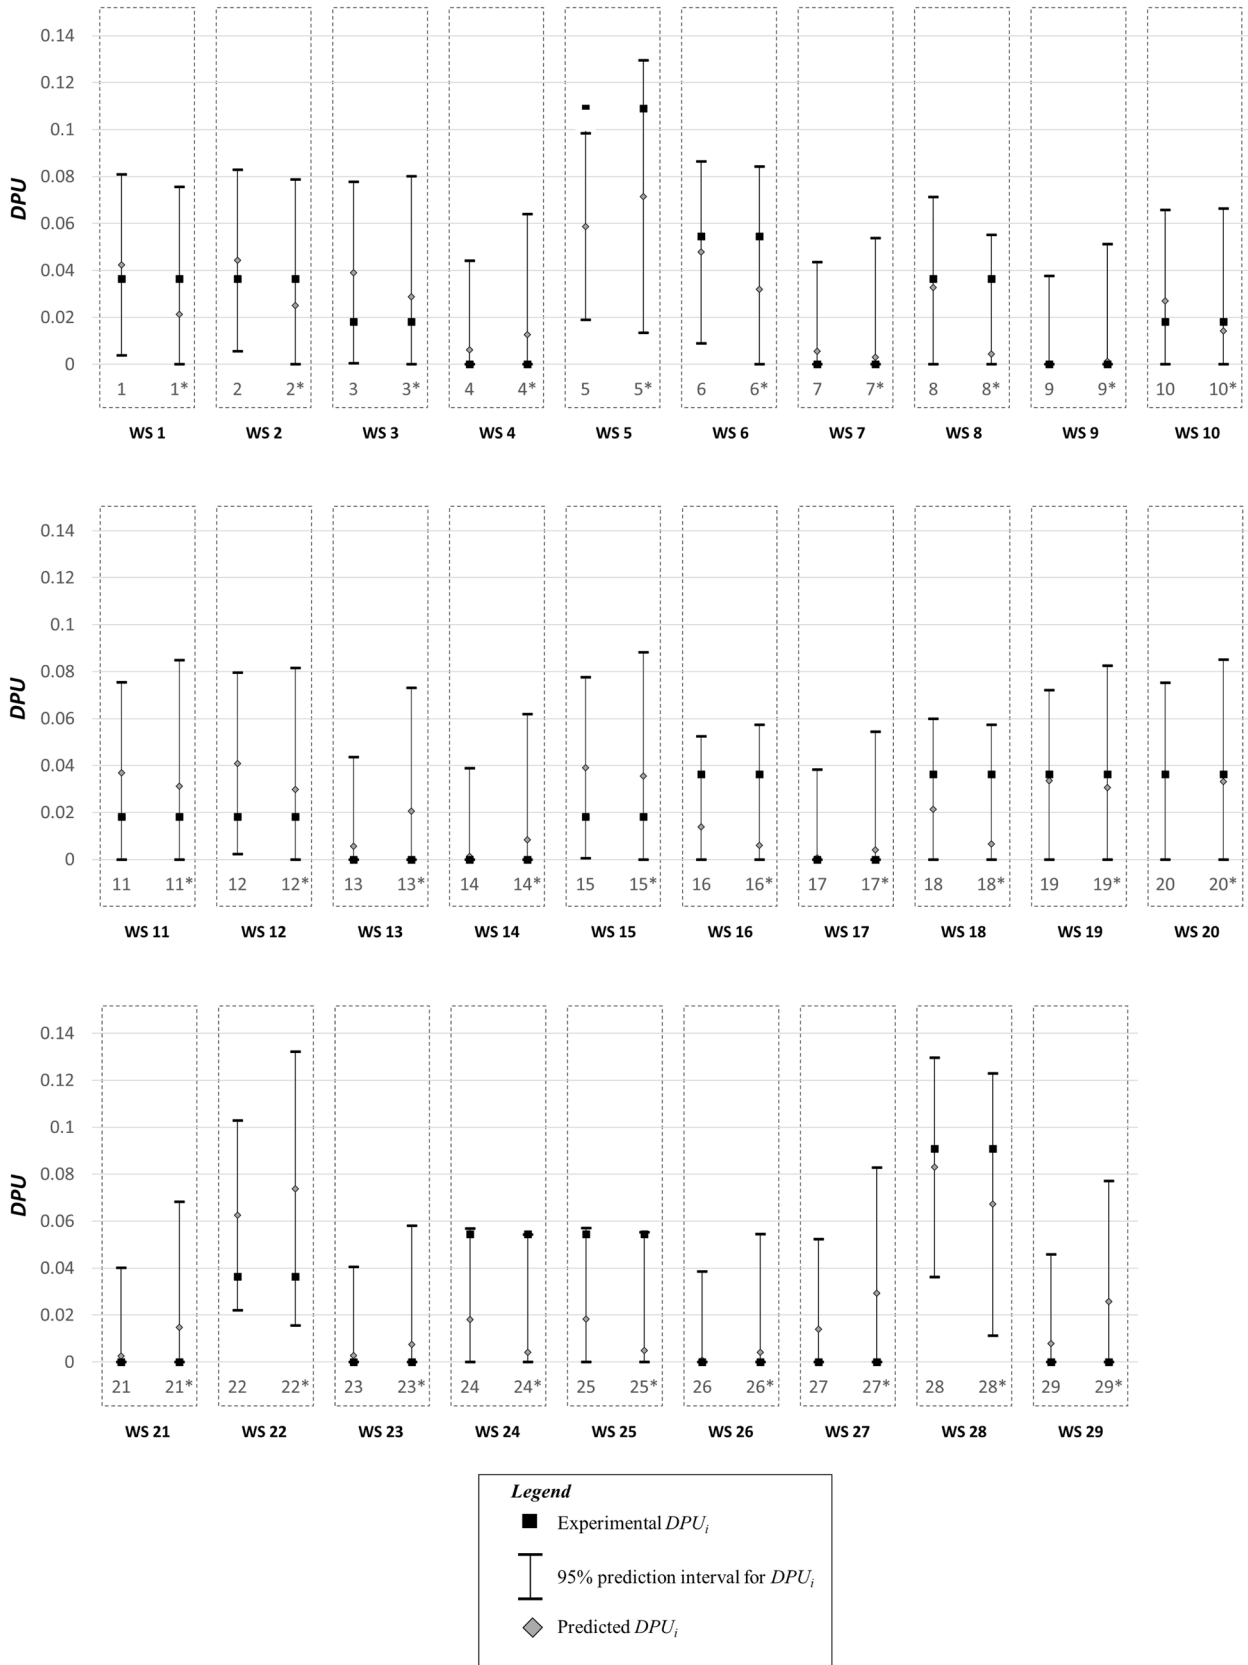 0.14
0.12
0.1
0.08
0.06
0.04
0.02
0
DPU
1 1* 2 2* 3 3* 4 4* 5 5* 6 6* 7 7* 8 8* 9 9* 10 10*
WS 1 WS 2 WS 3 WS 4 WS 5 WS 6 WS 7 WS 8 WS 9 WS 10
0.14
0.12
0.1
0.08
0.06
0.04
0.02
0
DPU
11 11* 12 12* 13 13* 14 14* 15 15* 16 16* 17 17* 18 18* 19 19* 20 20*
WS 11 WS 12 WS 13 WS 14 WS 15 WS 16 WS 17 WS 18 WS 19 WS 20
0.14
0.12
0.1
0.08
0.06
0.04
0.02
0
DPU
21 21* 22 22* 23 23* 24 24* 25 25* 26 26* 27 27* 28 28* 29 29*
WS 21 WS 22 WS 23 WS 24 WS 25 WS 26 WS 27 WS 28 WS 29
Legend
Experimental DPUi
95% prediction interval for DPUi
Predicted DPUi